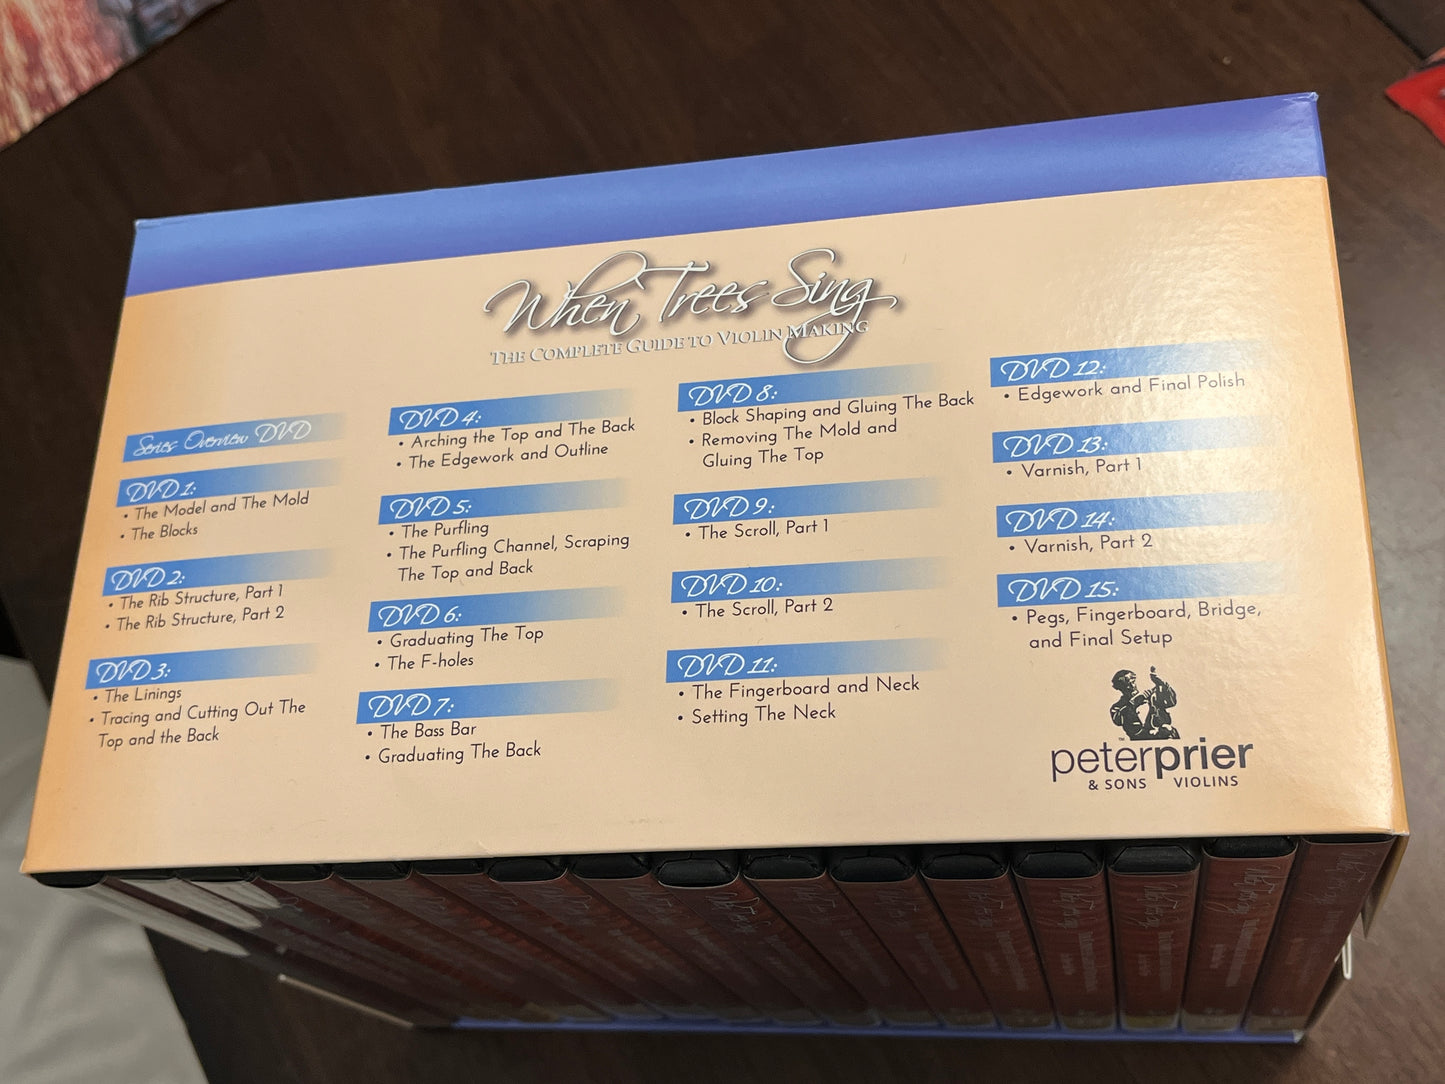 When Trees Sing
THE COMPLETE GUIDE TO VIOLIN MAKING
Series Overview DVD
DVD 1:
• The Model and The Mold
• The Blocks
DVD 2:
• The Rib Structure, Part 1
• The Rib Structure, Part 2
DVD 3:
• The Linings
• Tracing and Cutting Out The
Top and the Back
DVD 4:
• Arching the Top and The Back
• The Edgework and Outline
DVD 5:
• The Purfling
• The Purfling Channel, Scraping
The Top and Back
DVD 6:
• Graduating The Top
• The F-holes
DVD 7:
• The Bass Bar
• Graduating The Back
DVD 8:
• Block Shaping and Gluing The Back
• Removing The Mold and
Gluing The Top
DVD 9:
• The Scroll, Part 1
DVD 10:
• The Scroll, Part 2
DVD 11:
• The Fingerboard and Neck
• Setting The Neck
DVD 12:
• Edgework and Final Polish
DVD 13:
• Varnish, Part 1
DVD 14:
• Varnish, Part 2
DVD 15:
• Pegs, Fingerboard, Bridge,
and Final Setup
™
peterprier
& SONS VIOLINS